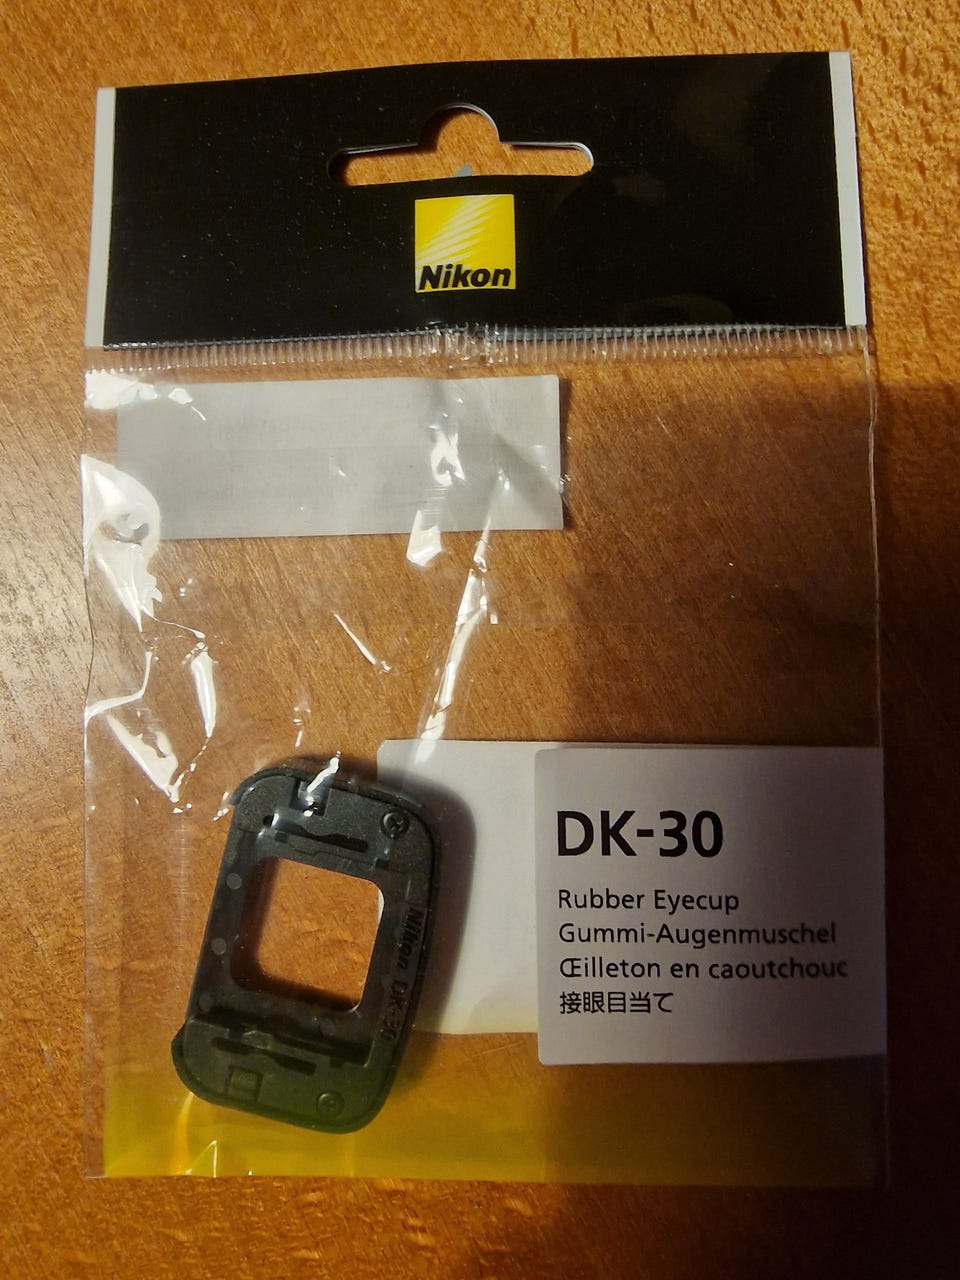 Nikon
DK-30
Rubber Eyecup
Gummi-Augenmuschel
Œilleton en caoutchouc
接眼目当て
Nikon DK-30